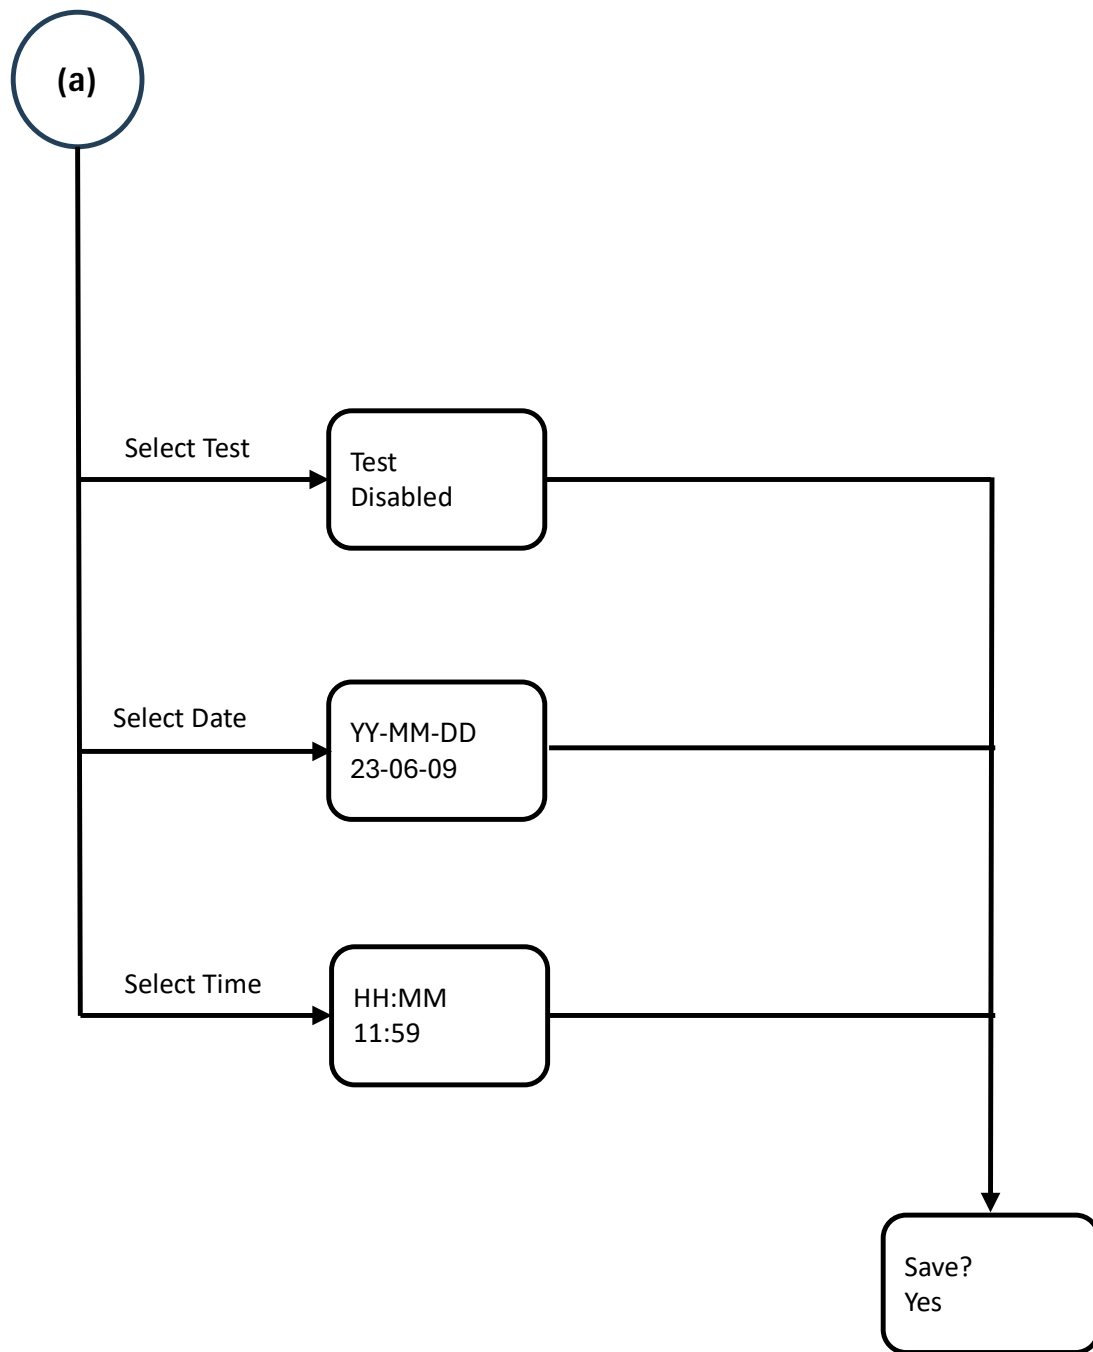 (a)
Select Test
Test
Disabled
Select Date
YY-MM-DD
23-06-09
Select Time
HH:MM
11:59
Save?
Yes